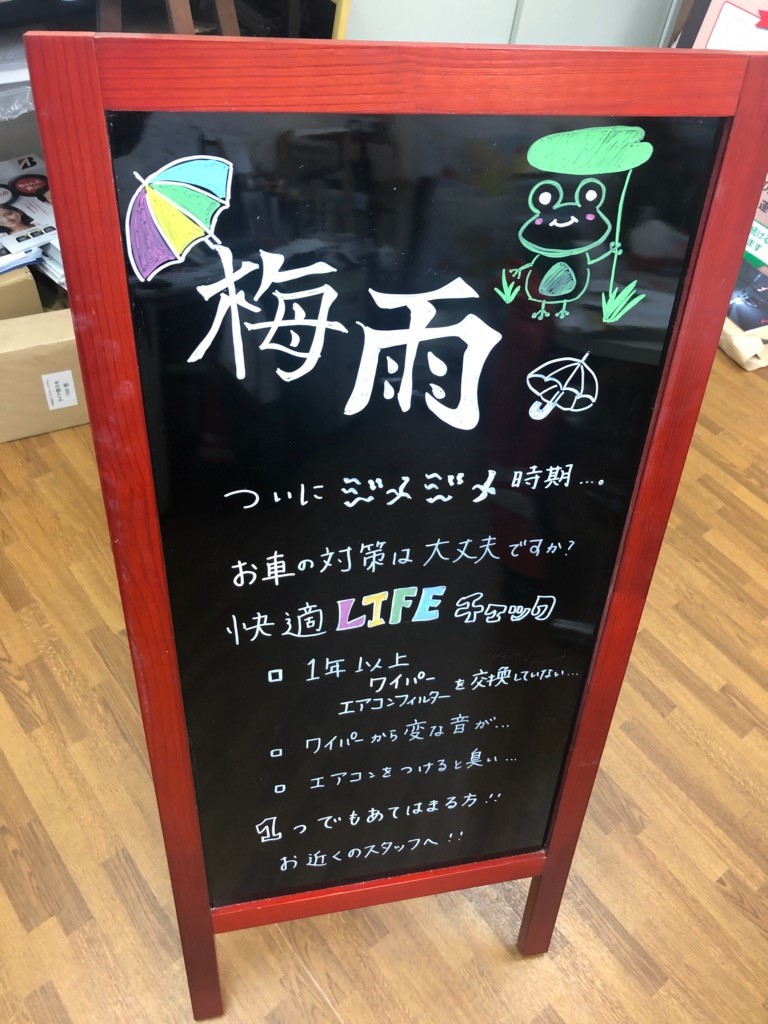 梅雨
ついに ジメジメ 時期…。
お車の対策は大丈夫ですか?
快適LIFEチェック
□ 1年以上
ワイパー
エアコンフィルター を交換していない…
□ ワイパーから変な音が…
□ エアコンをつけると臭い…
1つでもあてはまる方!!
お近くのスタッフへ!!